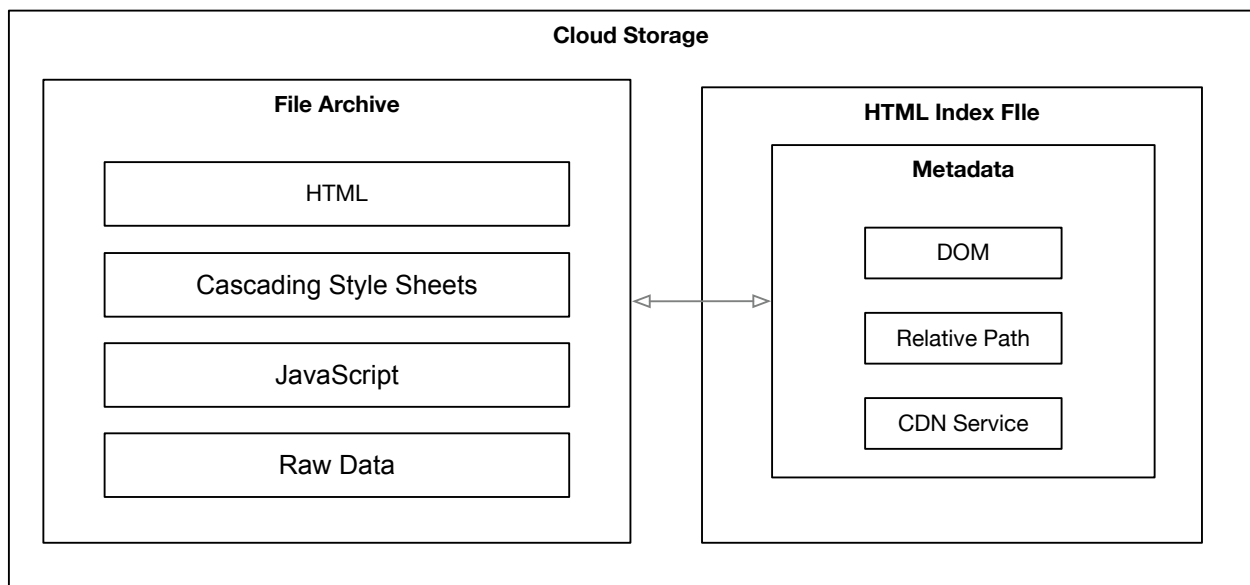 Cloud Storage
File Archive
HTML
Cascading Style Sheets
JavaScript
Raw Data
HTML Index FIle
Metadata
DOM
Relative Path
CDN Service